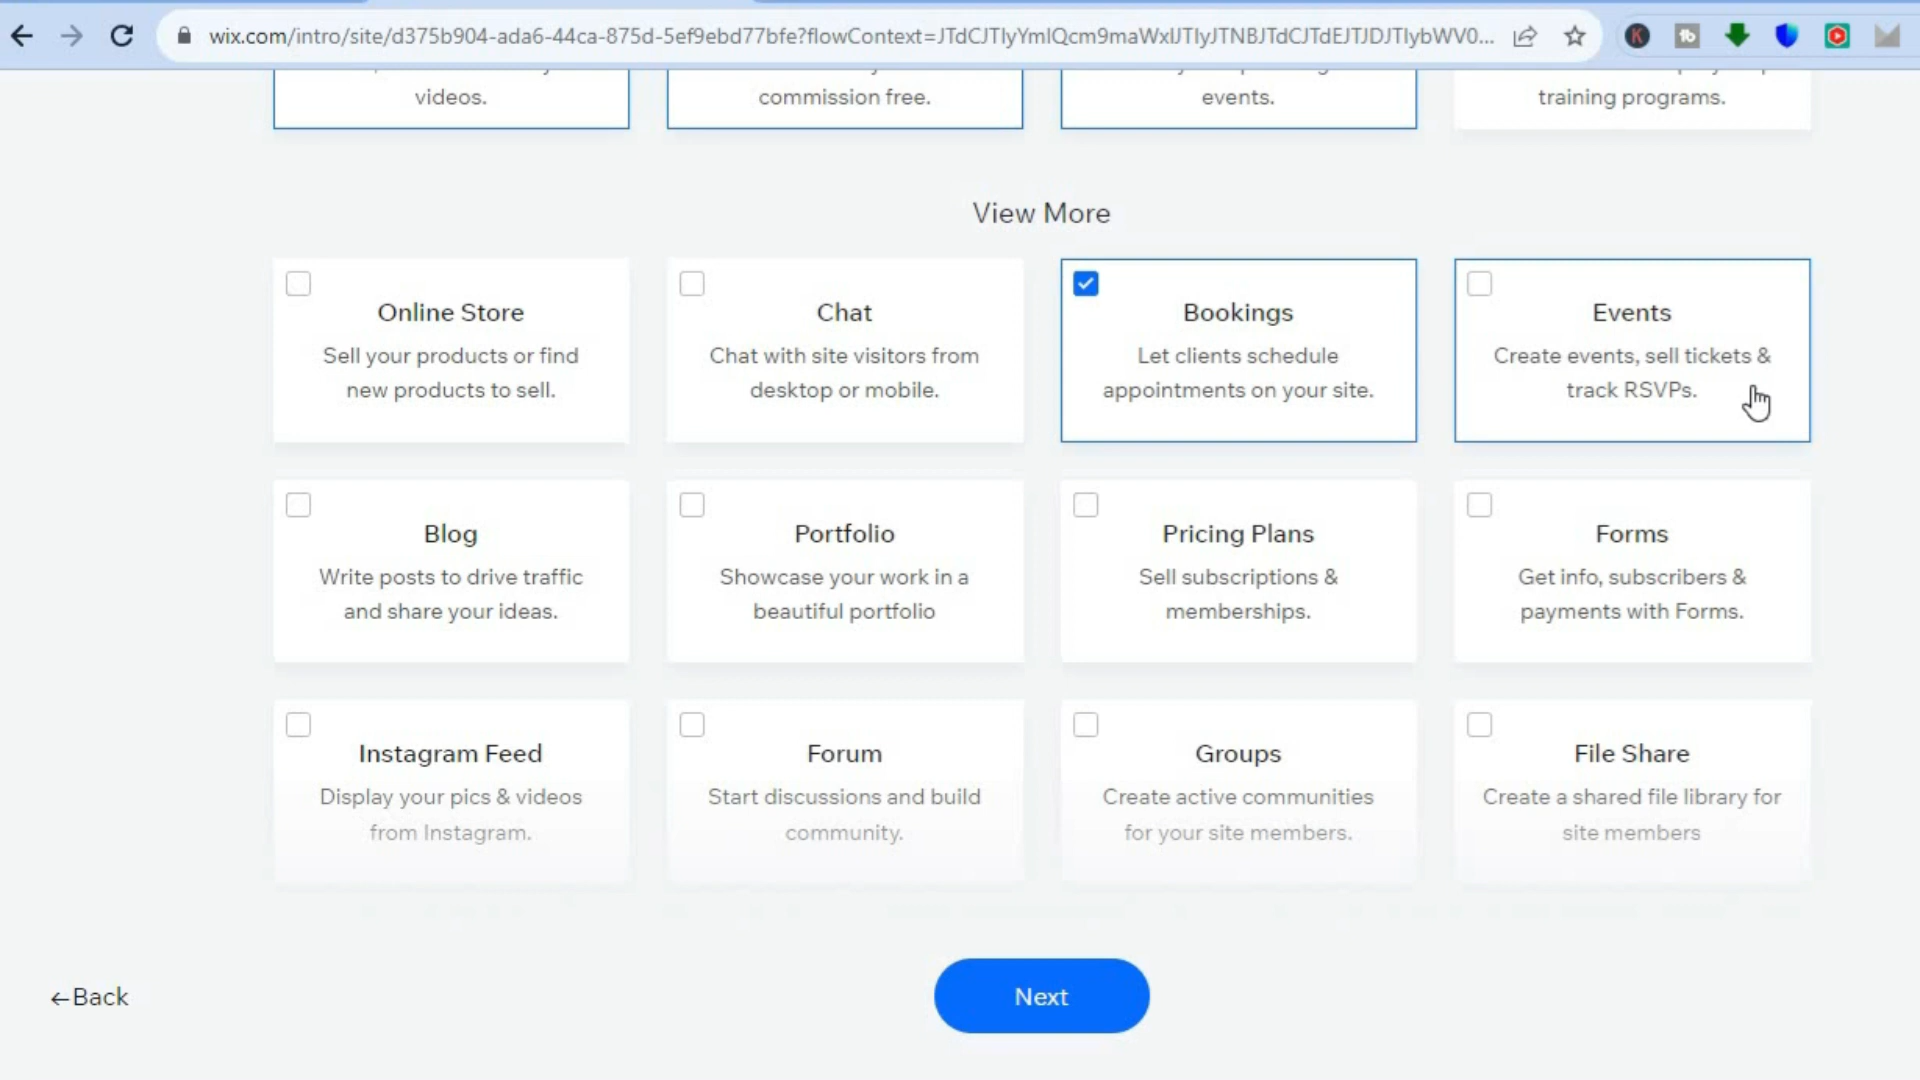 wix.com/intro/site/d375b904-ada6-44ca-875d-5ef9ebd77bfe?flowContext=JTdCJTIyYmlQcm9maWxlJTIyJTNBJTdCJTdEJTJDJTIybWV0...
videos.
commission free.
events.
training programs.
View More
Online Store
Sell your products or find
new products to sell.
Chat
Chat with site visitors from
desktop or mobile.
Bookings
Let clients schedule
appointments on your site.
Events
Create events, sell tickets &
track RSVPs.
Blog
Write posts to drive traffic
and share your ideas.
Portfolio
Showcase your work in a
beautiful portfolio
Pricing Plans
Sell subscriptions &
memberships.
Forms
Get info, subscribers &
payments with Forms.
Instagram Feed
Display your pics & videos
from Instagram.
Forum
Start discussions and build
community.
Groups
Create active communities
for your site members.
File Share
Create a shared file library for
site members
←Back
Next